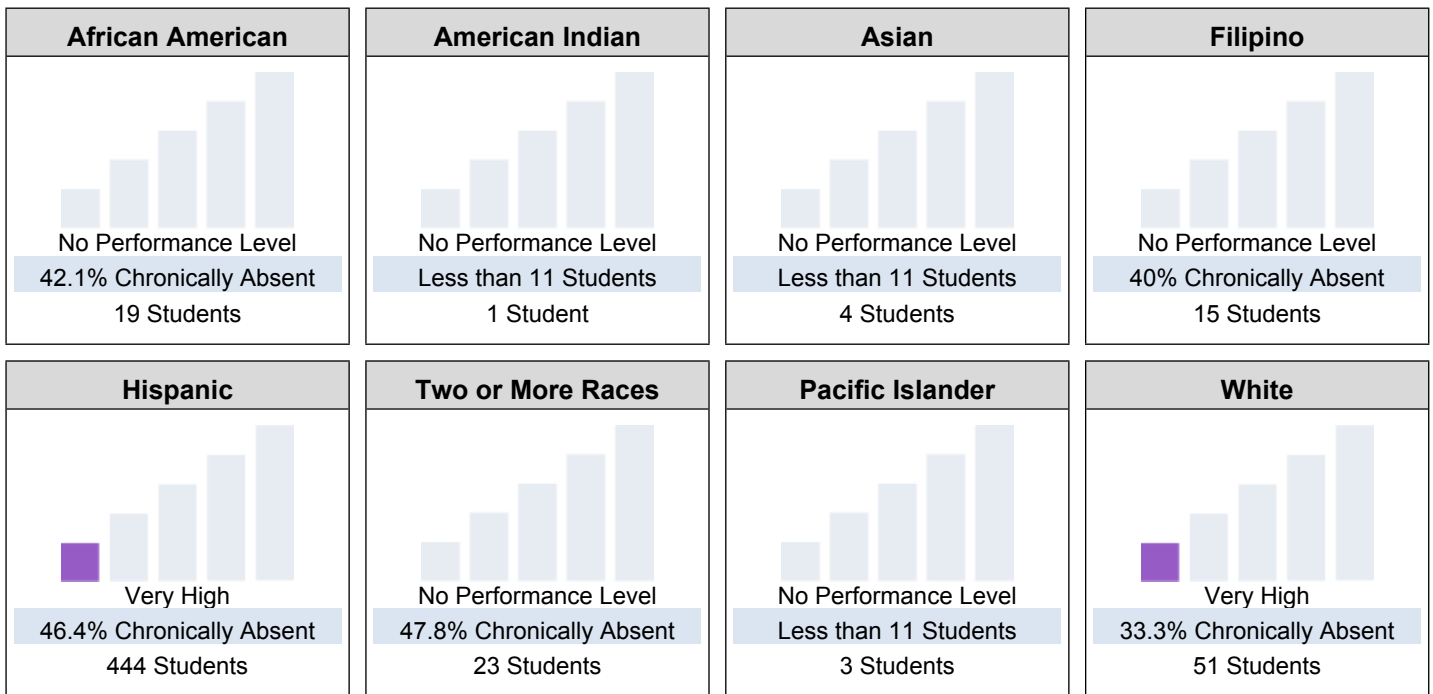 African American
No Performance Level
42.1% Chronically Absent
19 Students
American Indian
No Performance Level
Less than 11 Students
1 Student
Asian
No Performance Level
Less than 11 Students
4 Students
Filipino
No Performance Level
40% Chronically Absent
15 Students
Hispanic
Very High
46.4% Chronically Absent
444 Students
Two or More Races
No Performance Level
47.8% Chronically Absent
23 Students
Pacific Islander
No Performance Level
Less than 11 Students
3 Students
White
Very High
33.3% Chronically Absent
51 Students